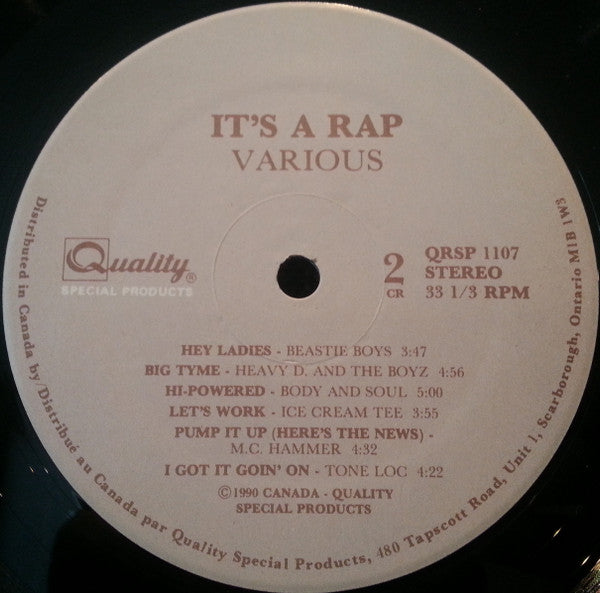 IT'S A RAP
VARIOUS
Quality®
SPECIAL PRODUCTS
2
CR
QRSP 1107
STEREO
33 1/3 RPM
HEY LADIES - BEASTIE BOYS 3:47
BIG TYME - HEAVY D. AND THE BOYZ 4:56
HI-POWERED - BODY AND SOUL 5:00
LET'S WORK - ICE CREAM TEE 3:55
PUMP IT UP (HERE'S THE NEWS) -
M.C. HAMMER 4:32
I GOT IT GOIN' ON - TONE LOC 4:22
©1990 CANADA - QUALITY
SPECIAL PRODUCTS
Distributed in Canada by/Distribué au Canada par Quality Special Products, 480 Tapscott Road, Unit 1, Scarborough, Ontario M1B 1W3